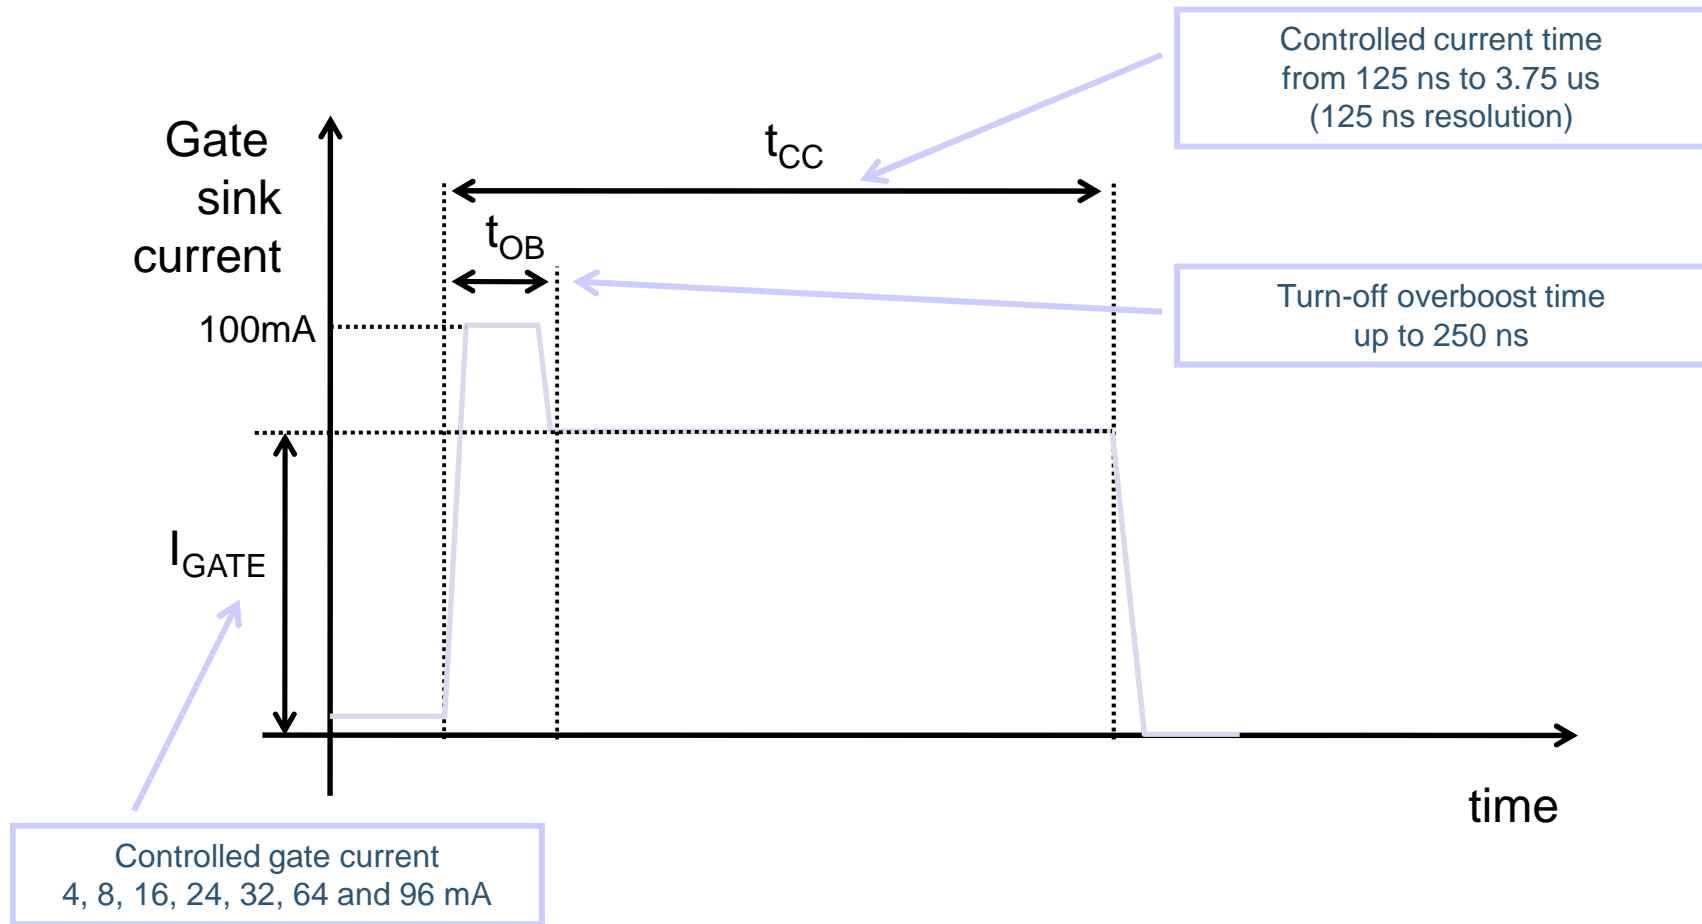 Controlled current time
from 125 ns to 3.75 us
(125 ns resolution)
Gate
sink
current
tCC
tOB
100mA
Turn-off overboost time
up to 250 ns
IGATE
time
Controlled gate current
4, 8, 16, 24, 32, 64 and 96 mA